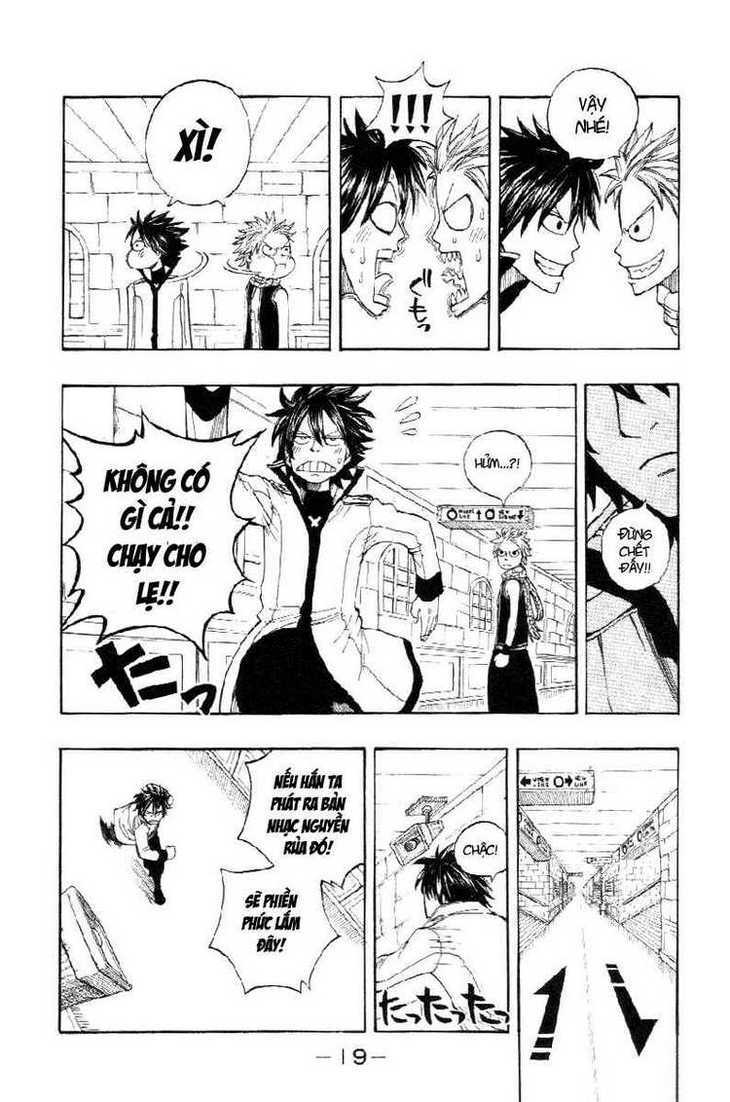 VẬY
NHÉ!
!!!
ぐもっ
XÌ!
ĐỪNG
CHẾT
ĐẤY!!
HỬM...?!
KHÔNG CÓ
GÌ CẢ!!
CHẠY CHO
LẸ!!
たっ
CHẬC!
たったったっ
NẾU HẮN TA
PHÁT RA BẢN
NHẠC NGUYỀN
RỦA ĐÓ!
SẼ PHIỀN
PHỨC LẮM
ĐÂY!
-19-